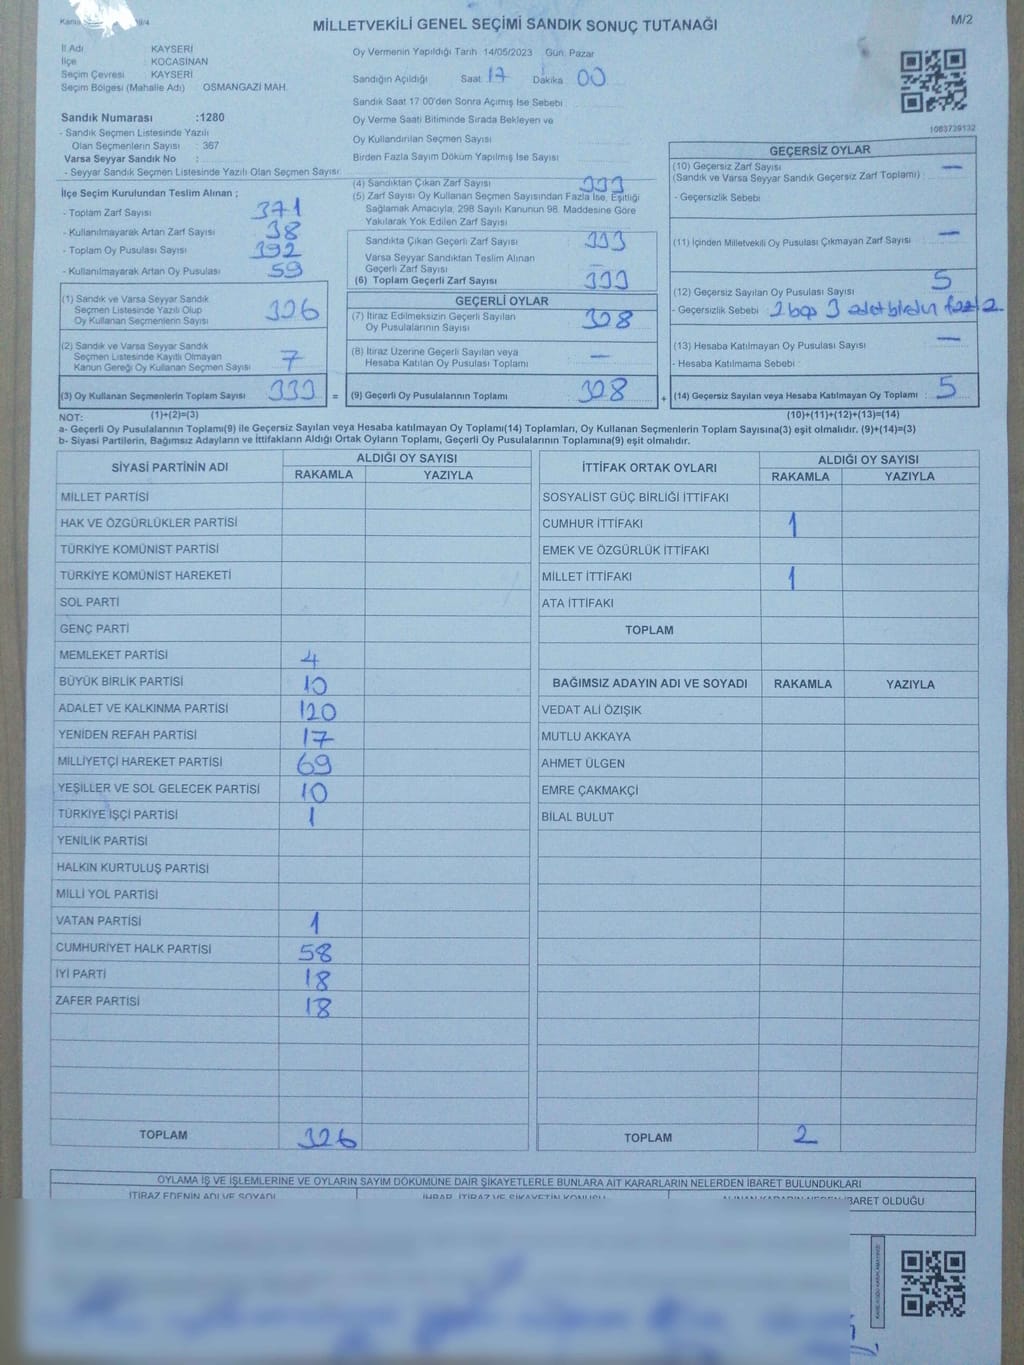 MİLLETVEKİLİ GENEL SEÇİMİ SANDIK SONUÇ TUTANAĞI
M/2
İl Adı KAYSERİ
İlçe KOCASİNAN
Seçim Çevresi KAYSERİ
Seçim Bölgesi (Mahalle Adı) OSMANGAZİ MAH.
Oy Vermenin Yapıldığı Tarih 14/05/2023 Gün: Pazar
Sandığın Açıldığı Saat 17 Dakika 00
Sandık Saat 17 00'den Sonra Açımış İse Sebebi
Oy Verme Saati Bitiminde Sırada Bekleyen ve
Oy Kullandırılan Seçmen Sayısı
Birden Fazla Sayım Döküm Yapılmış İse Sayısı
1063739132
Sandık Numarası :1280
- Sandık Seçmen Listesinde Yazılı
Olan Seçmenlerin Sayısı : 367
Varsa Seyyar Sandık No :
- Seyyar Sandık Seçmen Listesinde Yazılı Olan Seçmen Sayısı
İlçe Seçim Kurulundan Teslim Alınan ;
- Toplam Zarf Sayısı 371
- Kullanılmayarak Artan Zarf Sayısı 38
- Toplam Oy Pusulası Sayısı 392
- Kullanılmayarak Artan Oy Pusulası 59
(1) Sandık ve Varsa Seyyar Sandık
Seçmen Listesinde Yazılı Olup
Oy Kullanan Seçmenlerin Sayısı 326
(2) Sandık ve Varsa Seyyar Sandık
Seçmen Listesinde Kayıtlı Olmayan
Kanun Gereği Oy Kullanan Seçmen Sayısı 7
(3) Oy Kullanan Seçmenlerin Toplam Sayısı 333 =
(4) Sandıktan Çıkan Zarf Sayısı 333
(5) Zarf Sayısı Oy Kullanan Seçmen Sayısından Fazla İse, Eşitliği
Sağlamak Amacıyla, 298 Sayılı Kanunun 98. Maddesine Göre
Yakılarak Yok Edilen Zarf Sayısı
Sandıkta Çıkan Geçerli Zarf Sayısı 333
Varsa Seyyar Sandıktan Teslim Alınan
Geçerli Zarf Sayısı –
(6) Toplam Geçerli Zarf Sayısı 333
GEÇERLİ OYLAR
(7) İtiraz Edilmeksizin Geçerli Sayılan
Oy Pusulalarının Sayısı 328
(8) İtiraz Üzerine Geçerli Sayılan veya
Hesaba Katılan Oy Pusulası Toplamı –
(9) Geçerli Oy Pusulalarının Toplamı 328 +
GEÇERSİZ OYLAR
(10) Geçersiz Zarf Sayısı –
(Sandık ve Varsa Seyyar Sandık Geçersiz Zarf Toplamı) :
- Geçersizlik Sebebi
(11) İçinden Milletvekili Oy Pusulası Çıkmayan Zarf Sayısı –
(12) Geçersiz Sayılan Oy Pusulası Sayısı 5
- Geçersizlik Sebebi 2 boş 3 adet birden fazla
(13) Hesaba Katılmayan Oy Pusulası Sayısı –
- Hesaba Katılmama Sebebi
(14) Geçersiz Sayılan veya Hesaba Katılmayan Oy Toplamı : 5
NOT: (1)+(2)=(3)
(10)+(11)+(12)+(13)=(14)
a- Geçerli Oy Pusulalarının Toplamı(9) ile Geçersiz Sayılan veya Hesaba katılmayan Oy Toplamı(14) Toplamları, Oy Kullanan Seçmenlerin Toplam Sayısına(3) eşit olmalıdır. (9)+(14)=(3)
b- Siyasi Partilerin, Bağımsız Adayların ve İttifakların Aldığı Ortak Oyların Toplamı, Geçerli Oy Pusulalarının Toplamına(9) eşit olmalıdır.
SİYASİ PARTİNİN ADI ALDIĞI OY SAYISI
RAKAMLA YAZIYLA
MİLLET PARTİSİ
HAK VE ÖZGÜRLÜKLER PARTİSİ
TÜRKİYE KOMÜNİST PARTİSİ
TÜRKİYE KOMÜNİST HAREKETİ
SOL PARTİ
GENÇ PARTİ
MEMLEKET PARTİSİ 4
BÜYÜK BİRLİK PARTİSİ 10
ADALET VE KALKINMA PARTİSİ 120
YENİDEN REFAH PARTİSİ 17
MİLLİYETÇİ HAREKET PARTİSİ 69
YEŞİLLER VE SOL GELECEK PARTİSİ 10
TÜRKİYE İŞÇİ PARTİSİ 1
YENİLİK PARTİSİ
HALKIN KURTULUŞ PARTİSİ
MİLLİ YOL PARTİSİ
VATAN PARTİSİ 1
CUMHURİYET HALK PARTİSİ 58
İYİ PARTİ 18
ZAFER PARTİSİ 18
TOPLAM 326
İTTİFAK ORTAK OYLARI ALDIĞI OY SAYISI
RAKAMLA YAZIYLA
SOSYALİST GÜÇ BİRLİĞİ İTTİFAKI
CUMHUR İTTİFAKI 1
EMEK VE ÖZGÜRLÜK İTTİFAKI
MİLLET İTTİFAKI 1
ATA İTTİFAKI
TOPLAM
BAĞIMSIZ ADAYIN ADI VE SOYADI RAKAMLA YAZIYLA
VEDAT ALİ ÖZIŞIK
MUTLU AKKAYA
AHMET ÜLGEN
EMRE ÇAKMAKÇİ
BİLAL BULUT
TOPLAM 2
OYLAMA İŞ VE İŞLEMLERİNE VE OYLARIN SAYIM DÖKÜMÜNE DAİR ŞİKAYETLERLE BUNLARA AİT KARARLARIN NELERDEN İBARET BULUNDUKLARI
İTİRAZ EDENİN ADI VE SOYADI
İHBAR, İTİRAZ VE ŞİKAYETİN KONUSU
İBARET OLDUĞU